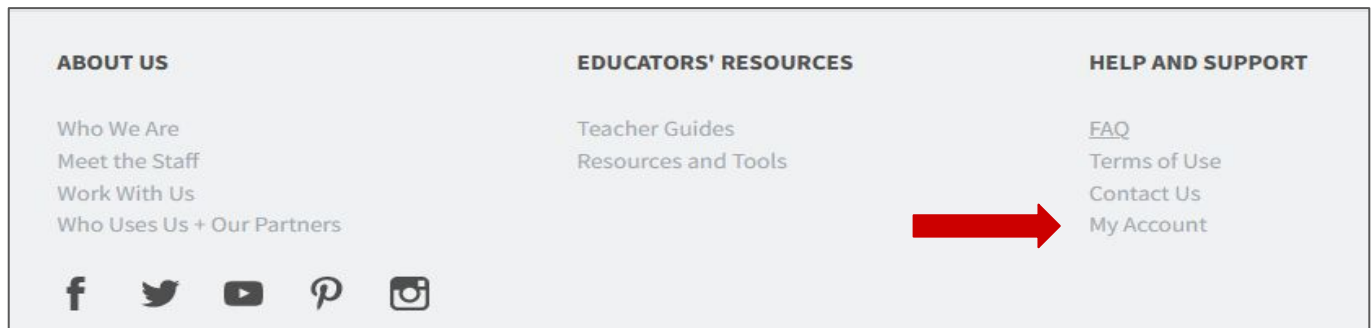 ABOUT US
Who We Are
Meet the Staff
Work With Us
Who Uses Us + Our Partners
EDUCATORS' RESOURCES
Teacher Guides
Resources and Tools
HELP AND SUPPORT
FAQ
Terms of Use
Contact Us
My Account